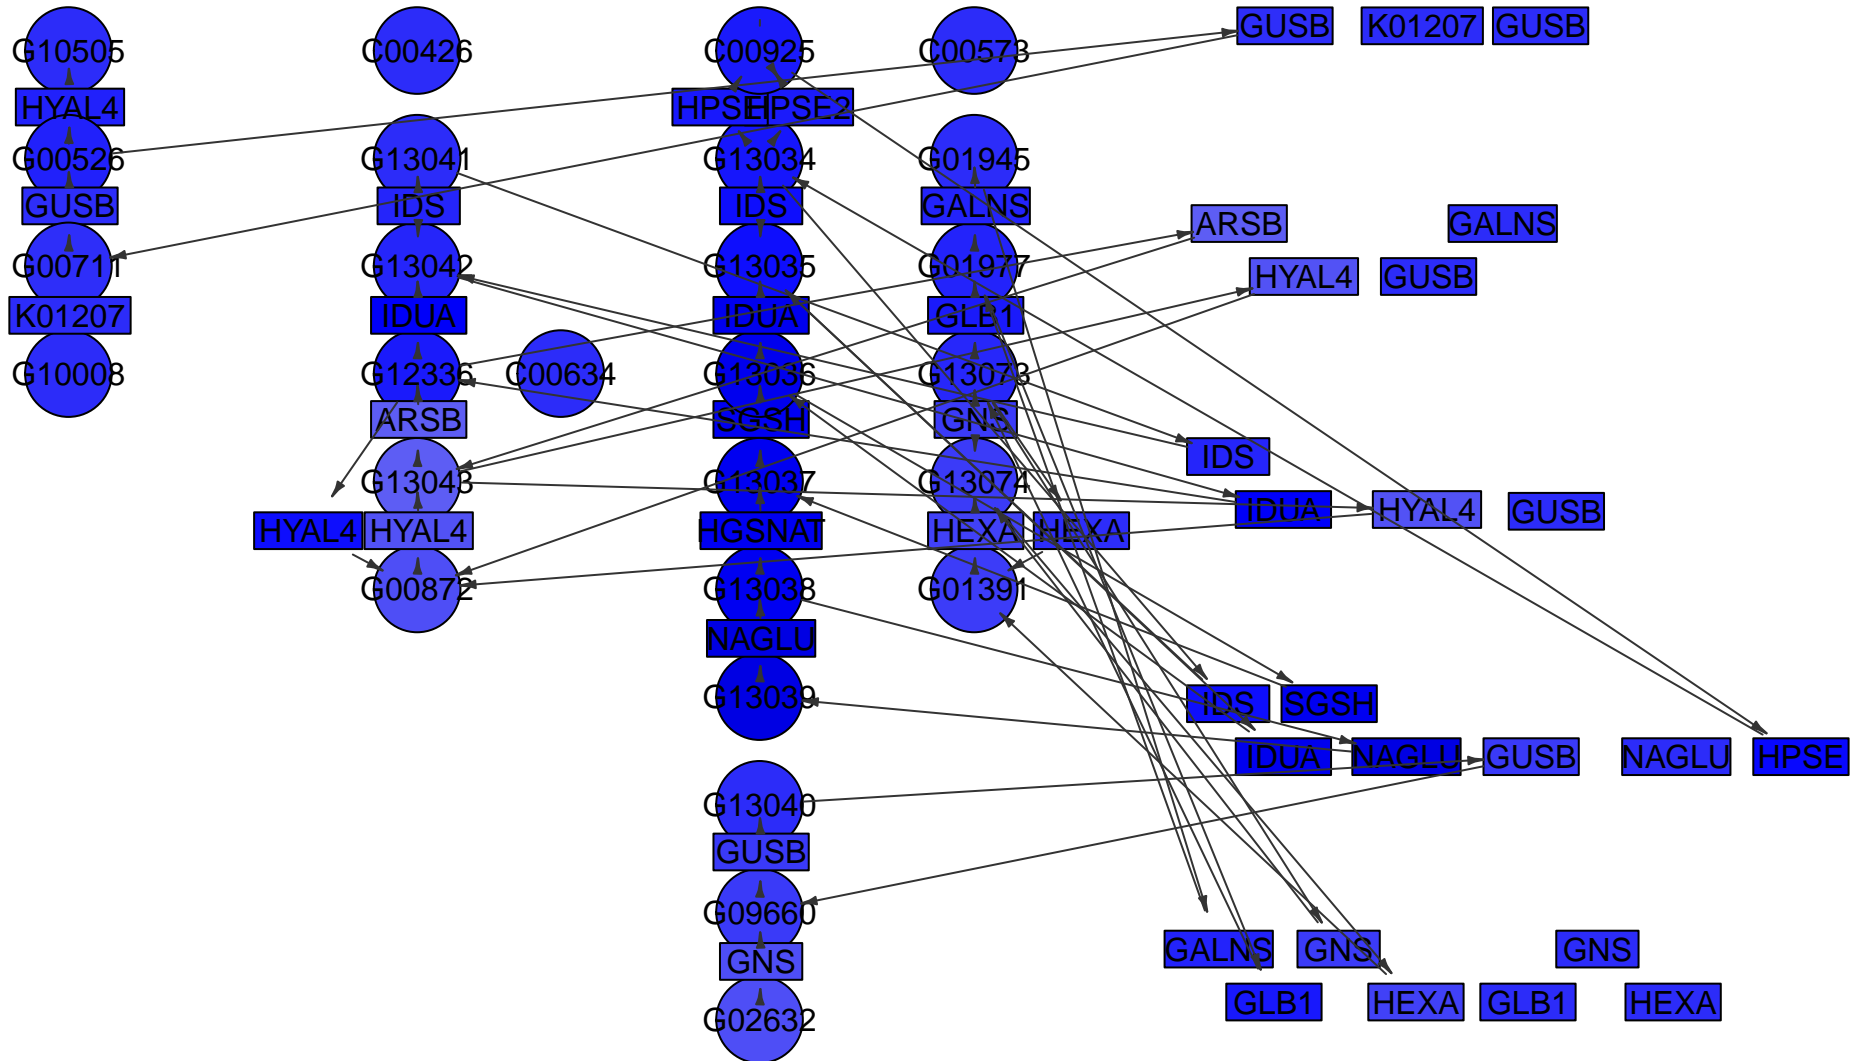 G10505 C00426 C00925 C00573 GUSB K01207 GUSB
HYAL4 HPSE HPSE2
G00526 G13041 G13034 G01945
GUSB IDS IDS GALNS ARSB GALNS
G00711 G13042 G13035 G01977 HYAL4 GUSB
K01207 IDUA IDUA GLB1
G10008 G12336 C00634 G13036 G13073
ARSB SGSH GNS IDS
G13043 G13037 G13074 IDUA HYAL4 GUSB
HYAL4 HYAL4 HGSNAT HEXA HEXA
G00872 G13038 G01391
NAGLU
G13039 IDS SGSH
IDUA NAGLU GUSB NAGLU HPSE
G13040
GUSB
G09660
GNS GALNS GNS GNS
G02632 GLB1 HEXA GLB1 HEXA